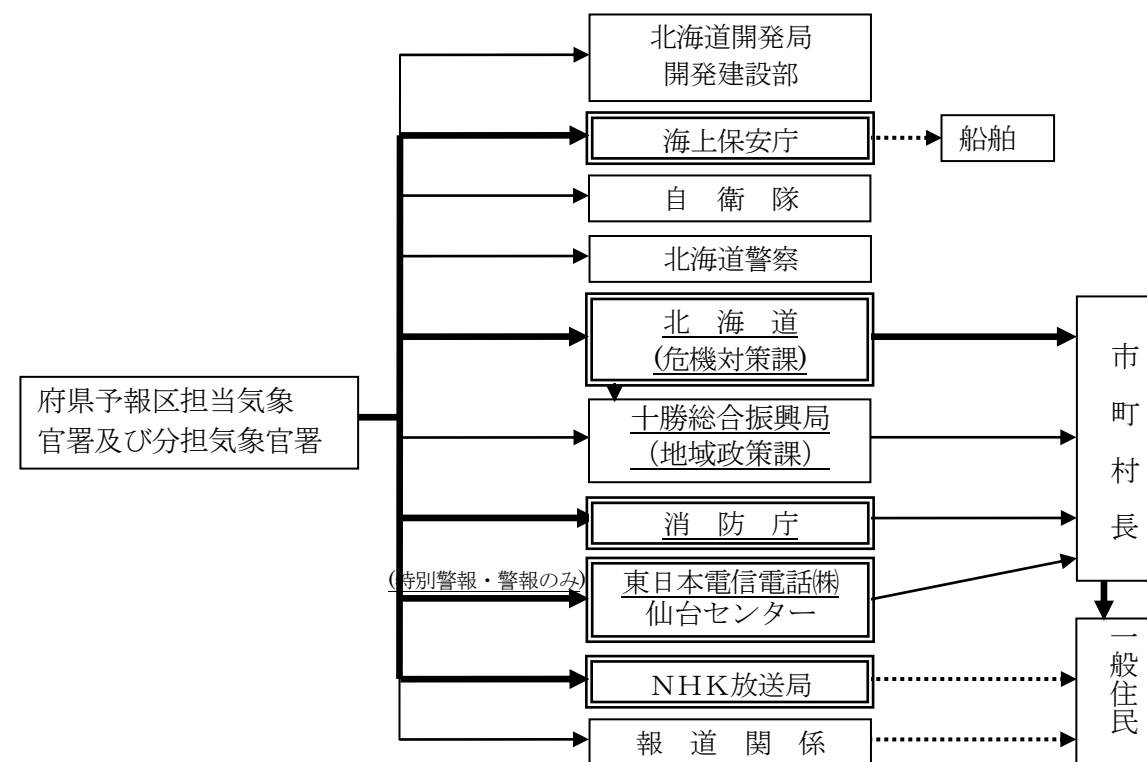 北海道開発局
開発建設部
海上保安庁
船舶
自　衛　隊
北海道警察
北　海　道
(危機対策課)
府県予報区担当気象
官署及び分担気象官署
十勝総合振興局
（地域政策課）
消　防　庁
(特別警報・警報のみ)
東日本電信電話㈱
仙台センター
ＮＨＫ放送局
報　道　関　係
市町村長
一般住民